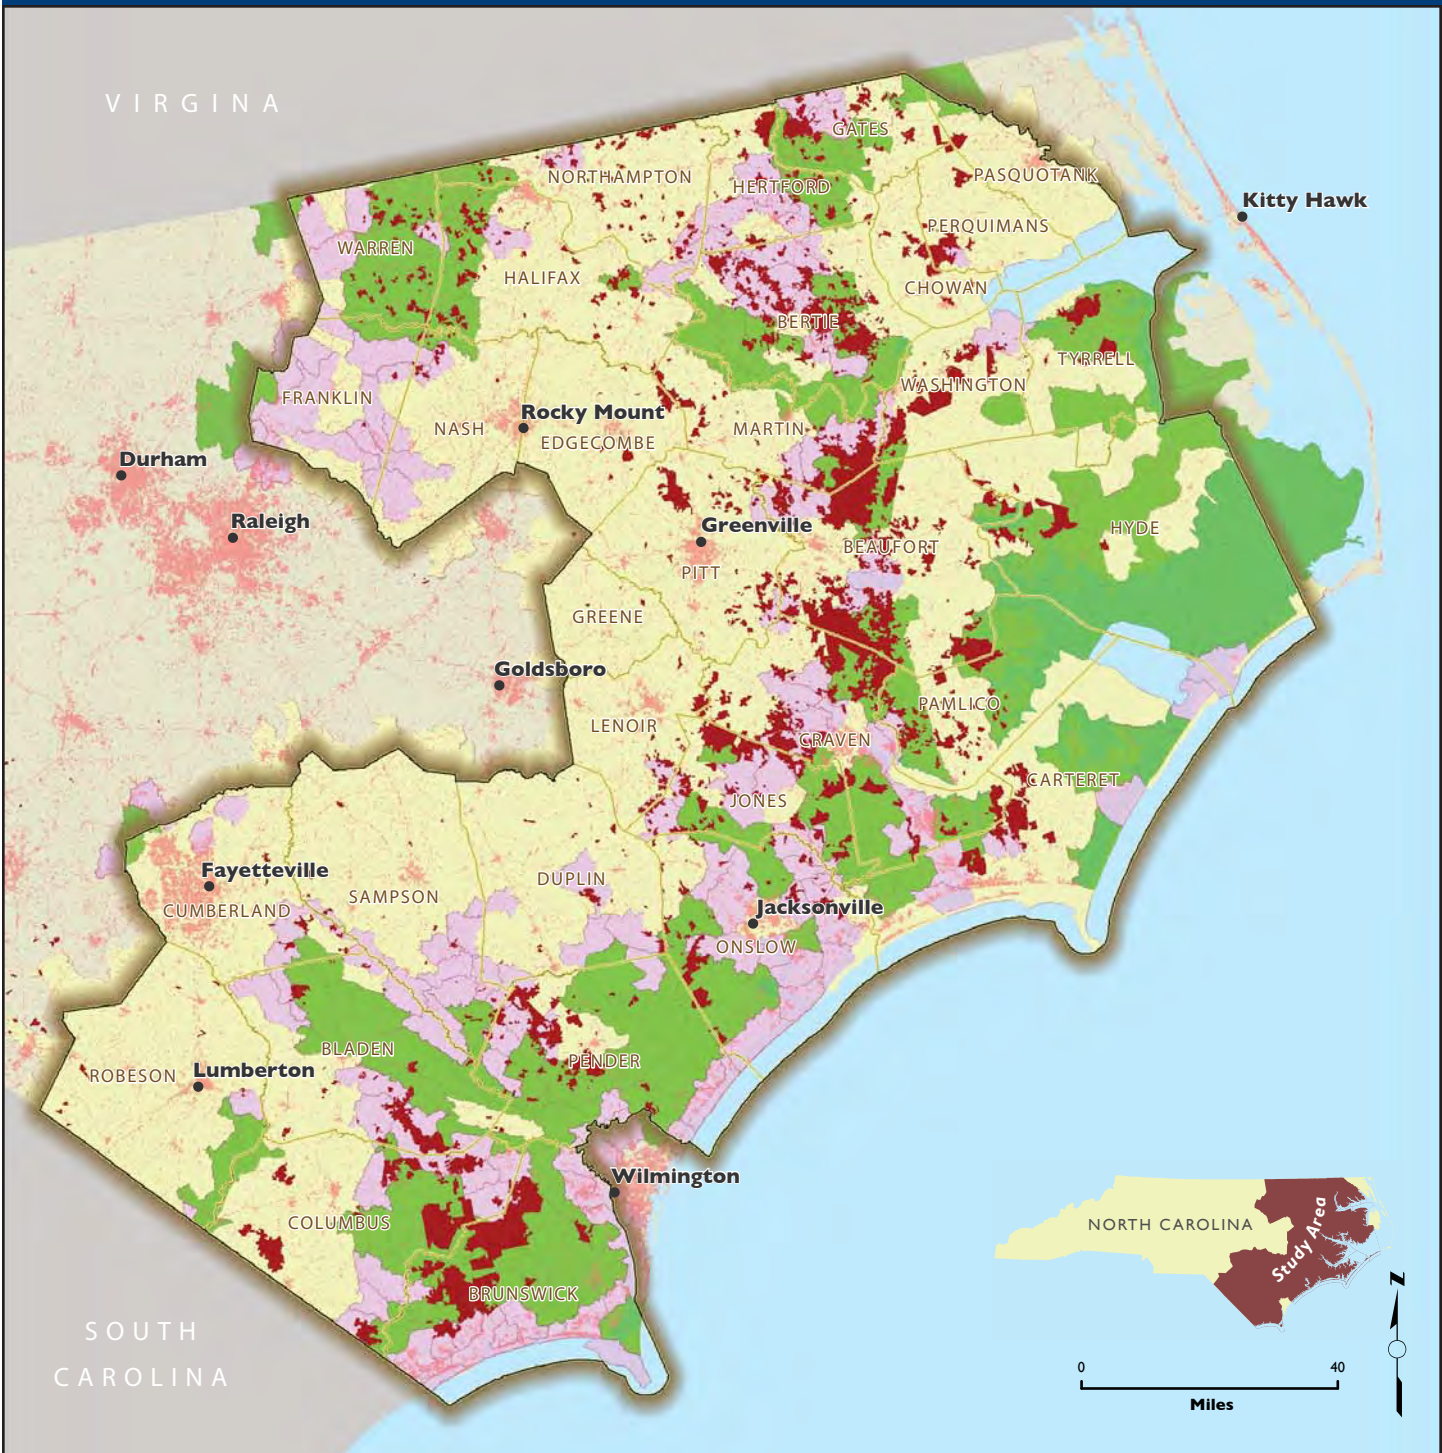 VIRGINA
GATES
NORTHAMPTON
HERTFORD
PASQUOTANK
Kitty Hawk
PERQUIMANS
WARREN
HALIFAX
CHOWAN
BERTIE
TYRRELL
WASHINGTON
FRANKLIN
Rocky Mount
NASH
EDGECOMBE
MARTIN
Durham
Raleigh
Greenville
HYDE
BEAUFORT
PITT
GREENE
Goldsboro
PAMLICO
LENOIR
CRAVEN
CARTERET
JONES
Fayetteville
DUPLIN
SAMPSON
CUMBERLAND
Jacksonville
ONSLOW
BLADEN
PENDER
ROBESON
Lumberton
Wilmington
COLUMBUS
NORTH CAROLINA
Study Area
BRUNSWICK
N
SOUTH
CAROLINA
0 40
Miles